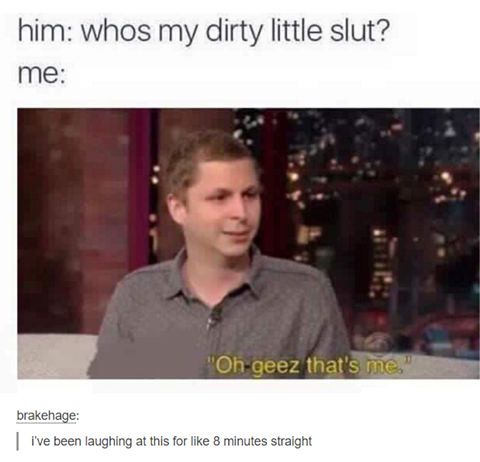 him: whos my dirty little slut?
me:
"Oh geez that's me."
brakehage:
i've been laughing at this for like 8 minutes straight